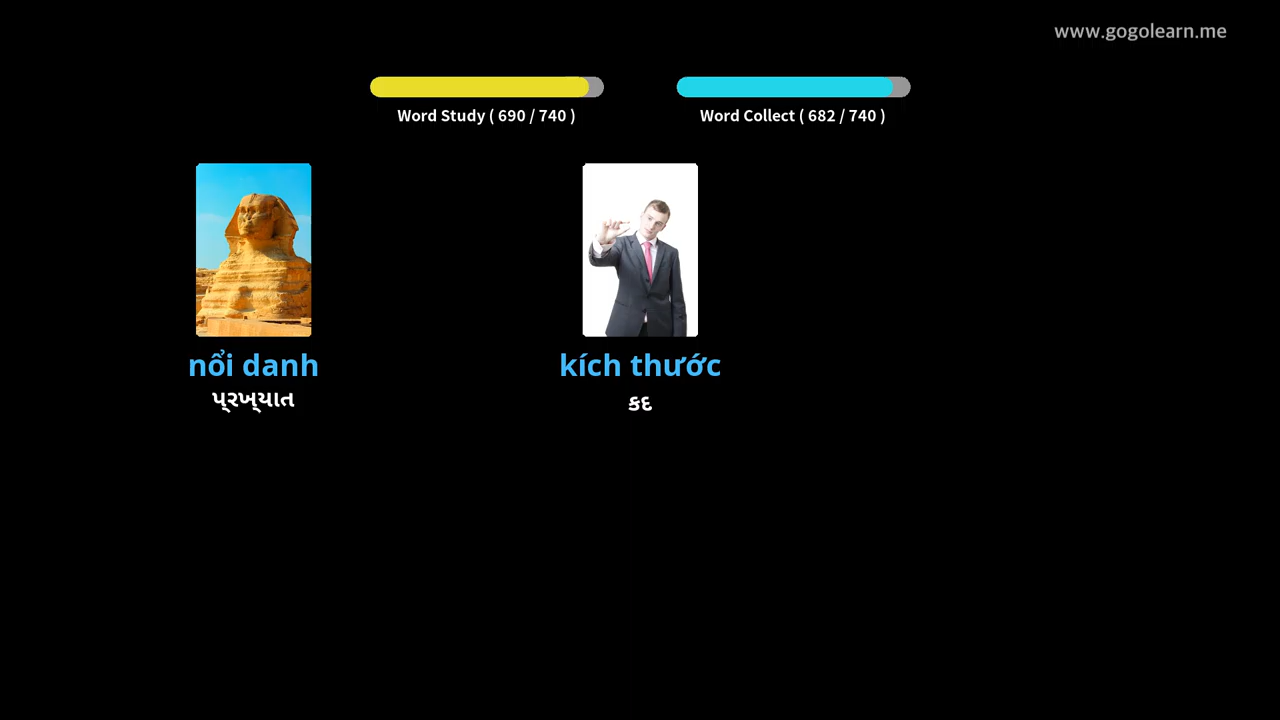 www.gogolearn.me
Word Study ( 690 / 740 )
Word Collect ( 682 / 740 )
nổi danh
પ્રખ્યાત
kích thước
કદ